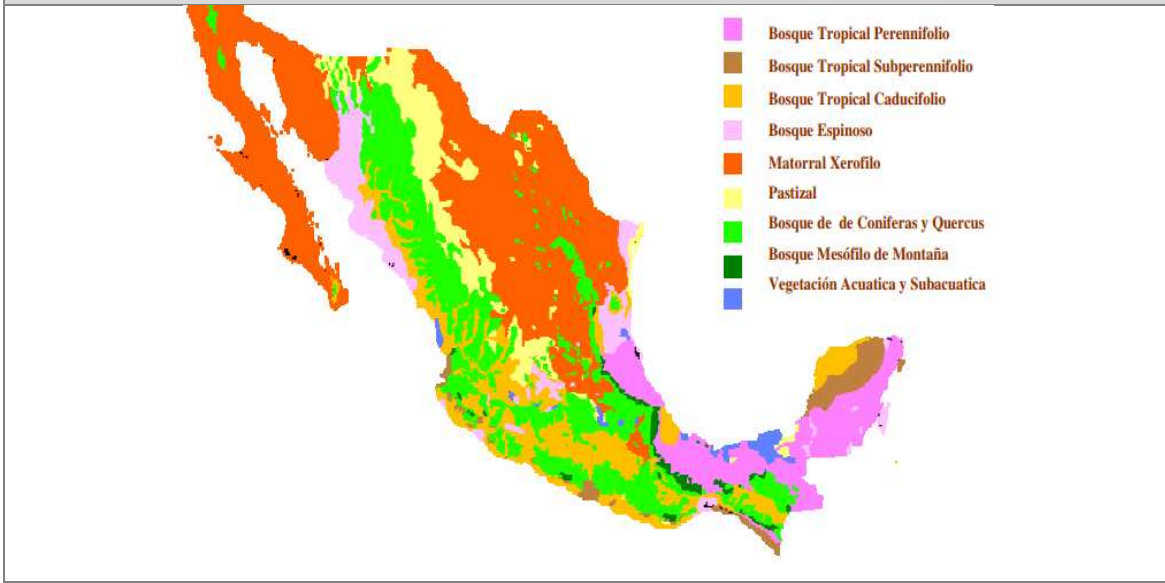 Bosque Tropical Perennifolio
Bosque Tropical Subperennifolio
Bosque Tropical Caducifolio
Bosque Espinoso
Matorral Xerofilo
Pastizal
Bosque de de Coniferas y Quercus
Bosque Mesófilo de Montaña
Vegetación Acuatica y Subacuatica